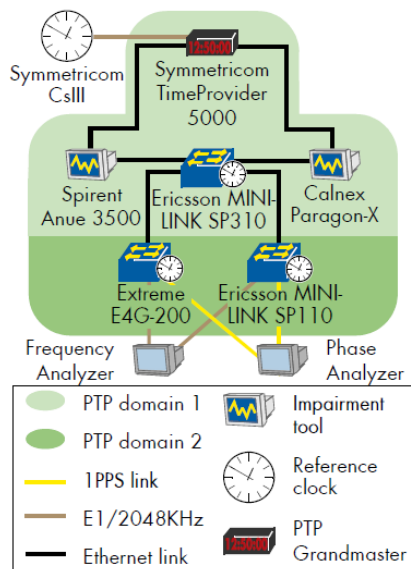 12:50:00
Symmetricom
CsIII
Symmetricom
TimeProvider
5000
Spirent
Anue 3500
Ericsson MINI-
LINK SP310
Calnex
Paragon-X
Extreme
E4G-200
Ericsson MINI-
LINK SP110
Frequency
Analyzer
Phase
Analyzer
PTP domain 1
PTP domain 2
1PPS link
E1/2048KHz
Ethernet link
Impairment
tool
Reference
clock
12:50:00
PTP
Grandmaster